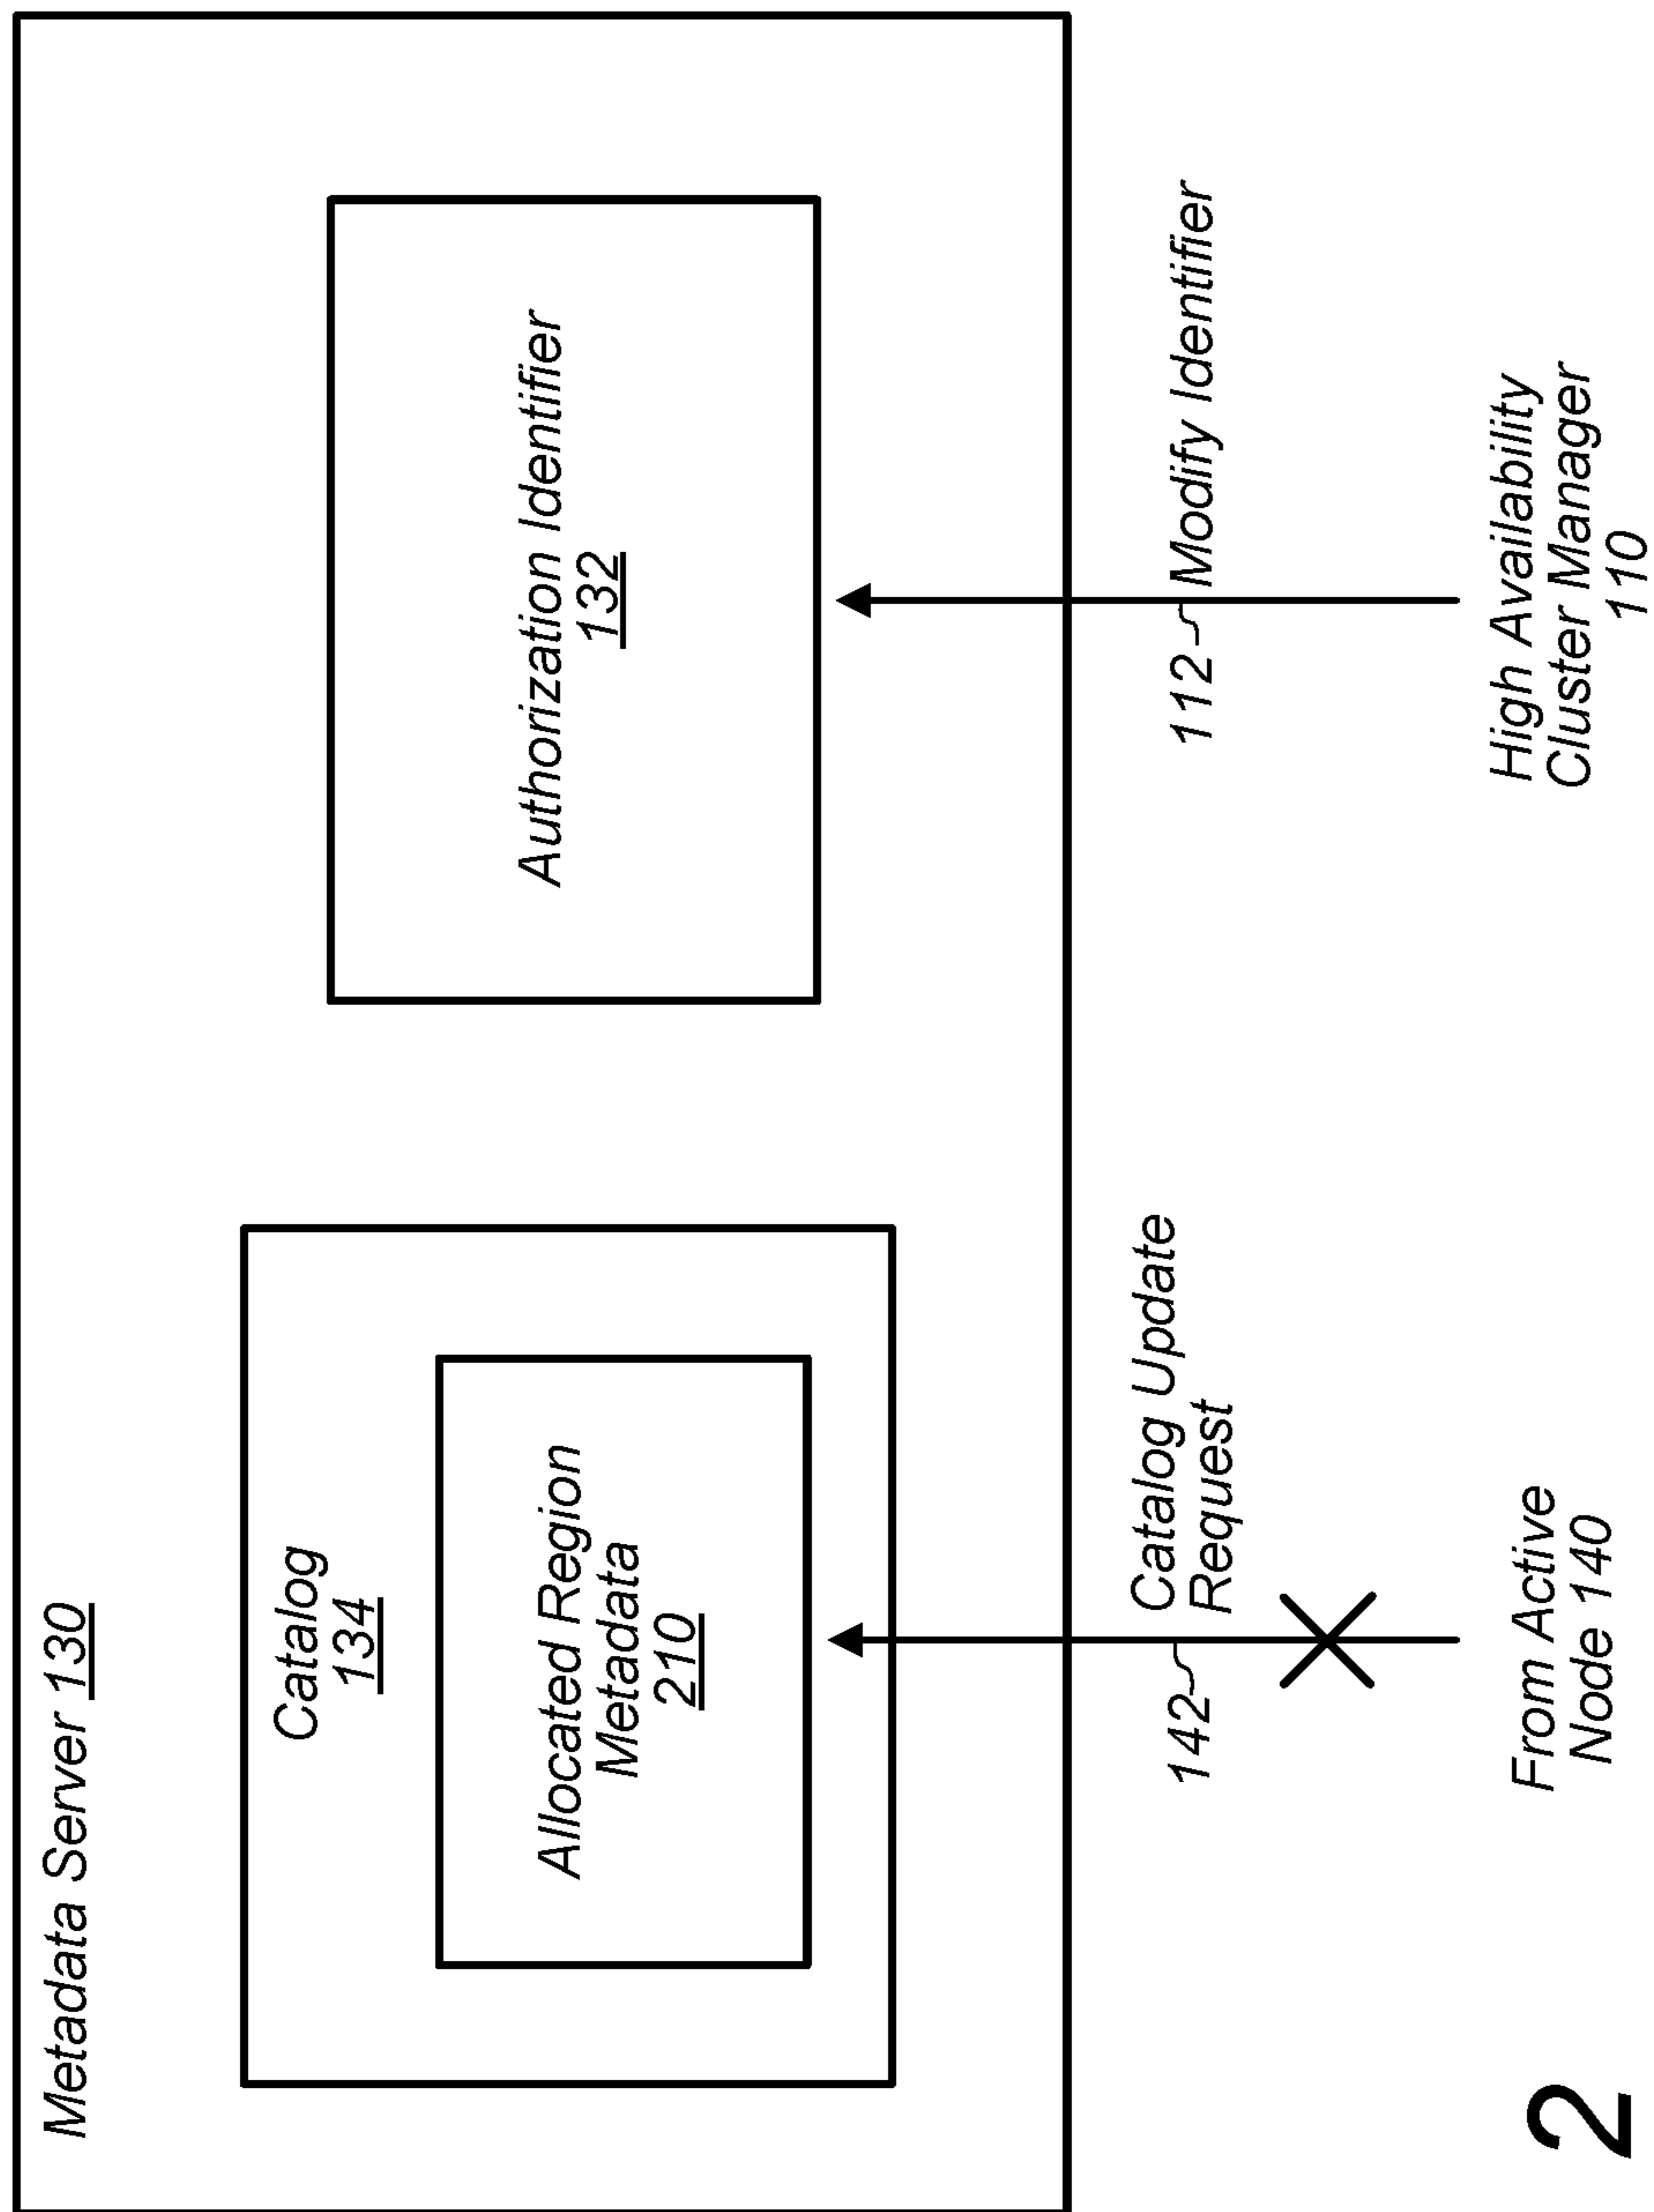 Metadata Server 130
Catalog
134
Allocated Region
Metadata
210
Authorization Identifier
132
Catalog Update
Request
142
112
Modify Identifier
From Active
Node 140
High Availability
Cluster Manager
110
2